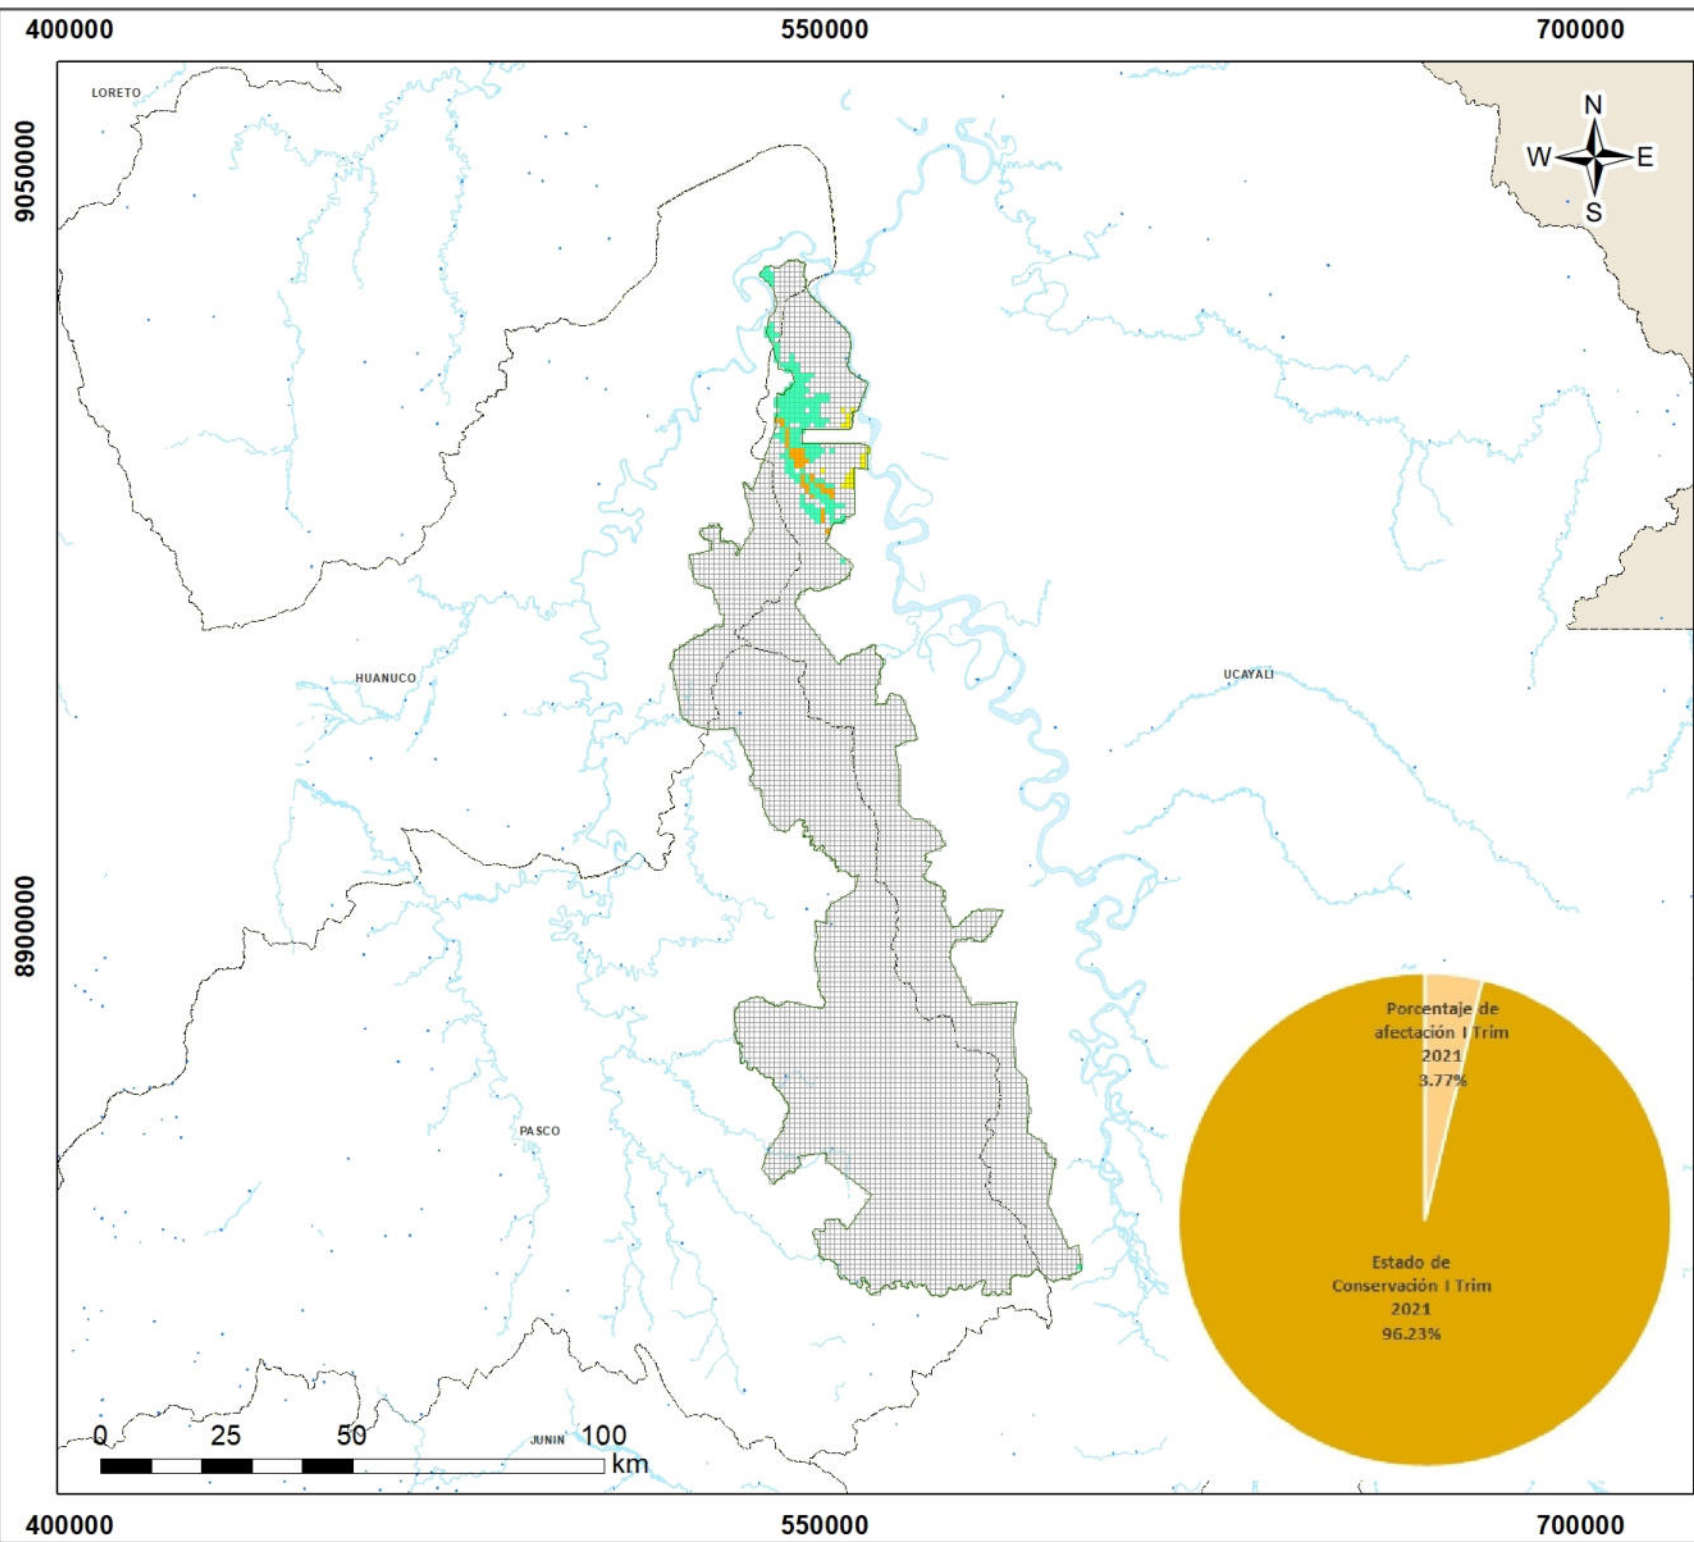 400000 550000 700000
LORETO
N
W E
S
9050000
HUANUCO
UCAYALI
8900000
Porcentaje de
afectación I Trim
2021
3.77%
PASCO
Estado de
Conservación I Trim
2021
96.23%
0 25 50 100
km
JUNIN
400000 550000 700000